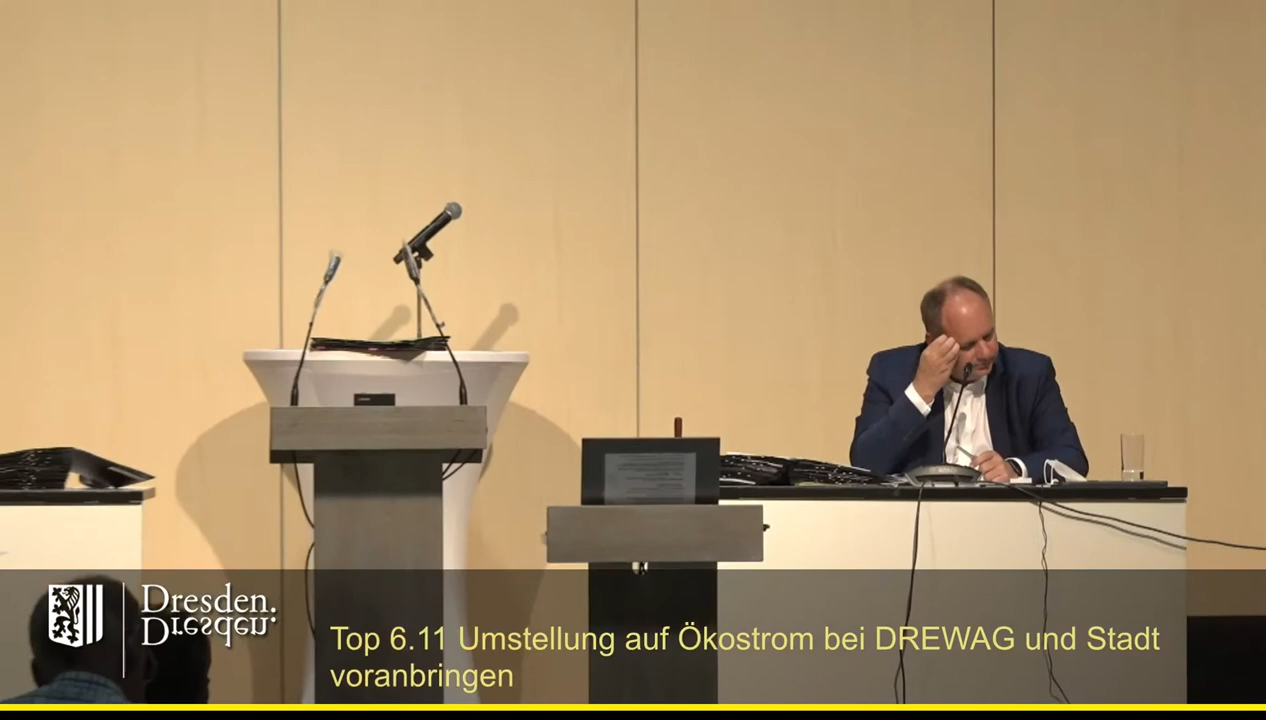 Dresden.
Dresden.
Top 6.11 Umstellung auf Ökostrom bei DREWAG und Stadt
voranbringen